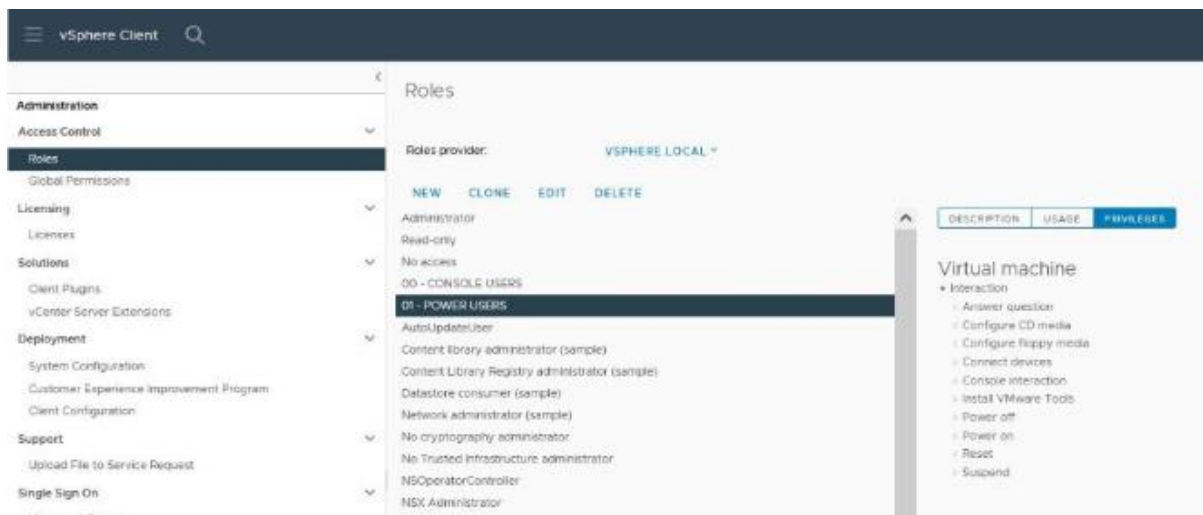 vSphere Client
Administration
Access Control
Roles
Global Permissions
Licensing
Licenses
Solutions
Client Plugins
vCenter Server Extensions
Deployment
System Configuration
Customer Experience Improvement Program
Client Configuration
Support
Upload File to Service Request
Single Sign On
Roles
Roles provider: VSPHERE.LOCAL
NEW CLONE EDIT DELETE
Administrator
Read-only
No access
00 - CONSOLE USERS
01 - POWER USERS
AutoUpdateUser
Content library administrator (sample)
Content Library Registry administrator (sample)
Datastore consumer (sample)
Network administrator (sample)
No cryptography administrator
No Trusted Infrastructure administrator
NSOperatorController
NSX Administrator
DESCRIPTION USAGE PRIVILEGES
Virtual machine
Interaction
Answer question
Configure CD media
Configure floppy media
Connect devices
Console interaction
Install VMware Tools
Power off
Power on
Reset
Suspend